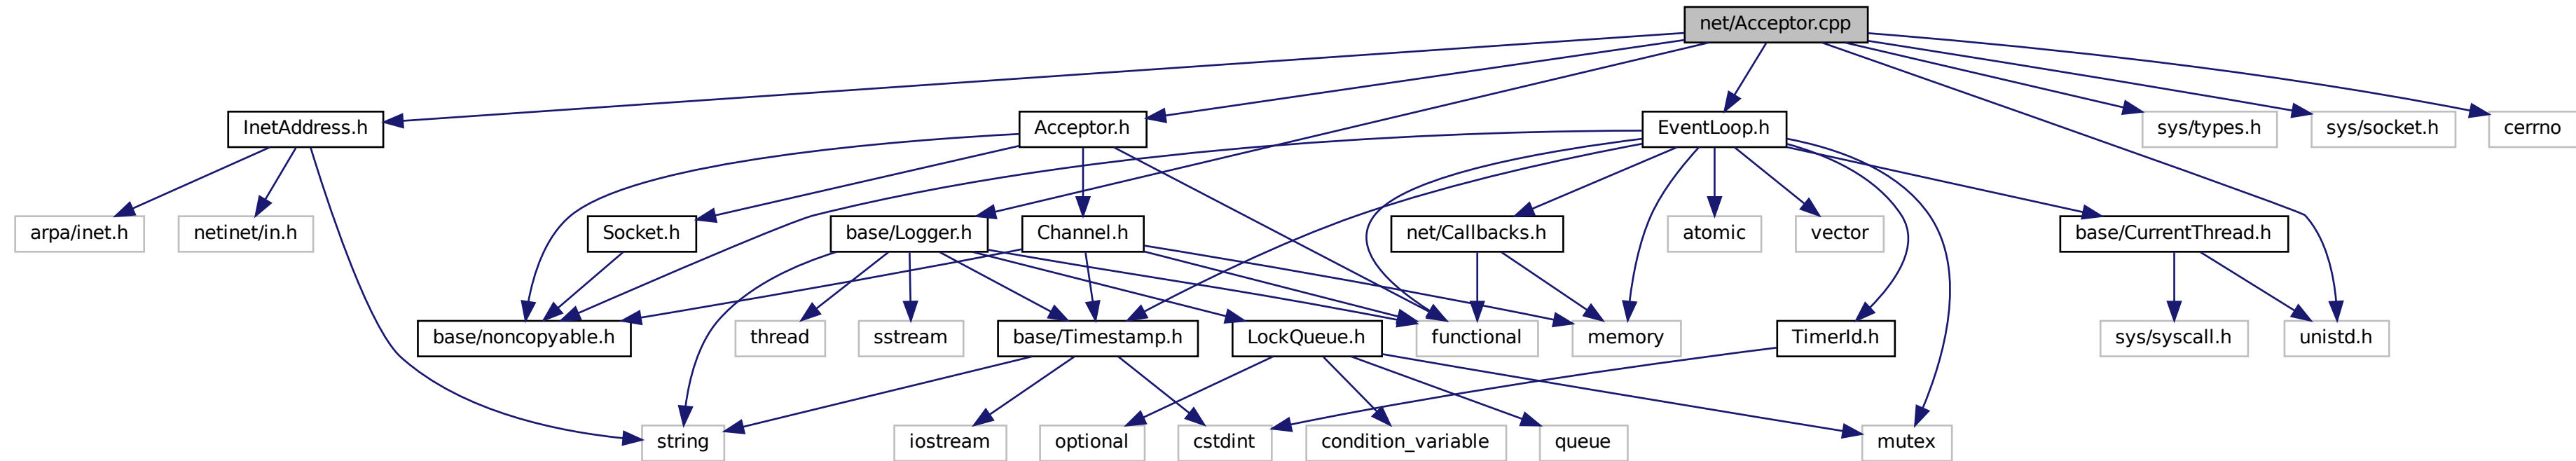 net/Acceptor.cpp
InetAddress.h
Acceptor.h
EventLoop.h
sys/types.h
sys/socket.h
cerrno
arpa/inet.h
netinet/in.h
Socket.h
base/Logger.h
Channel.h
net/Callbacks.h
atomic
vector
base/CurrentThread.h
base/noncopyable.h
thread
sstream
base/Timestamp.h
LockQueue.h
functional
memory
TimerId.h
sys/syscall.h
unistd.h
string
iostream
optional
cstdint
condition_variable
queue
mutex